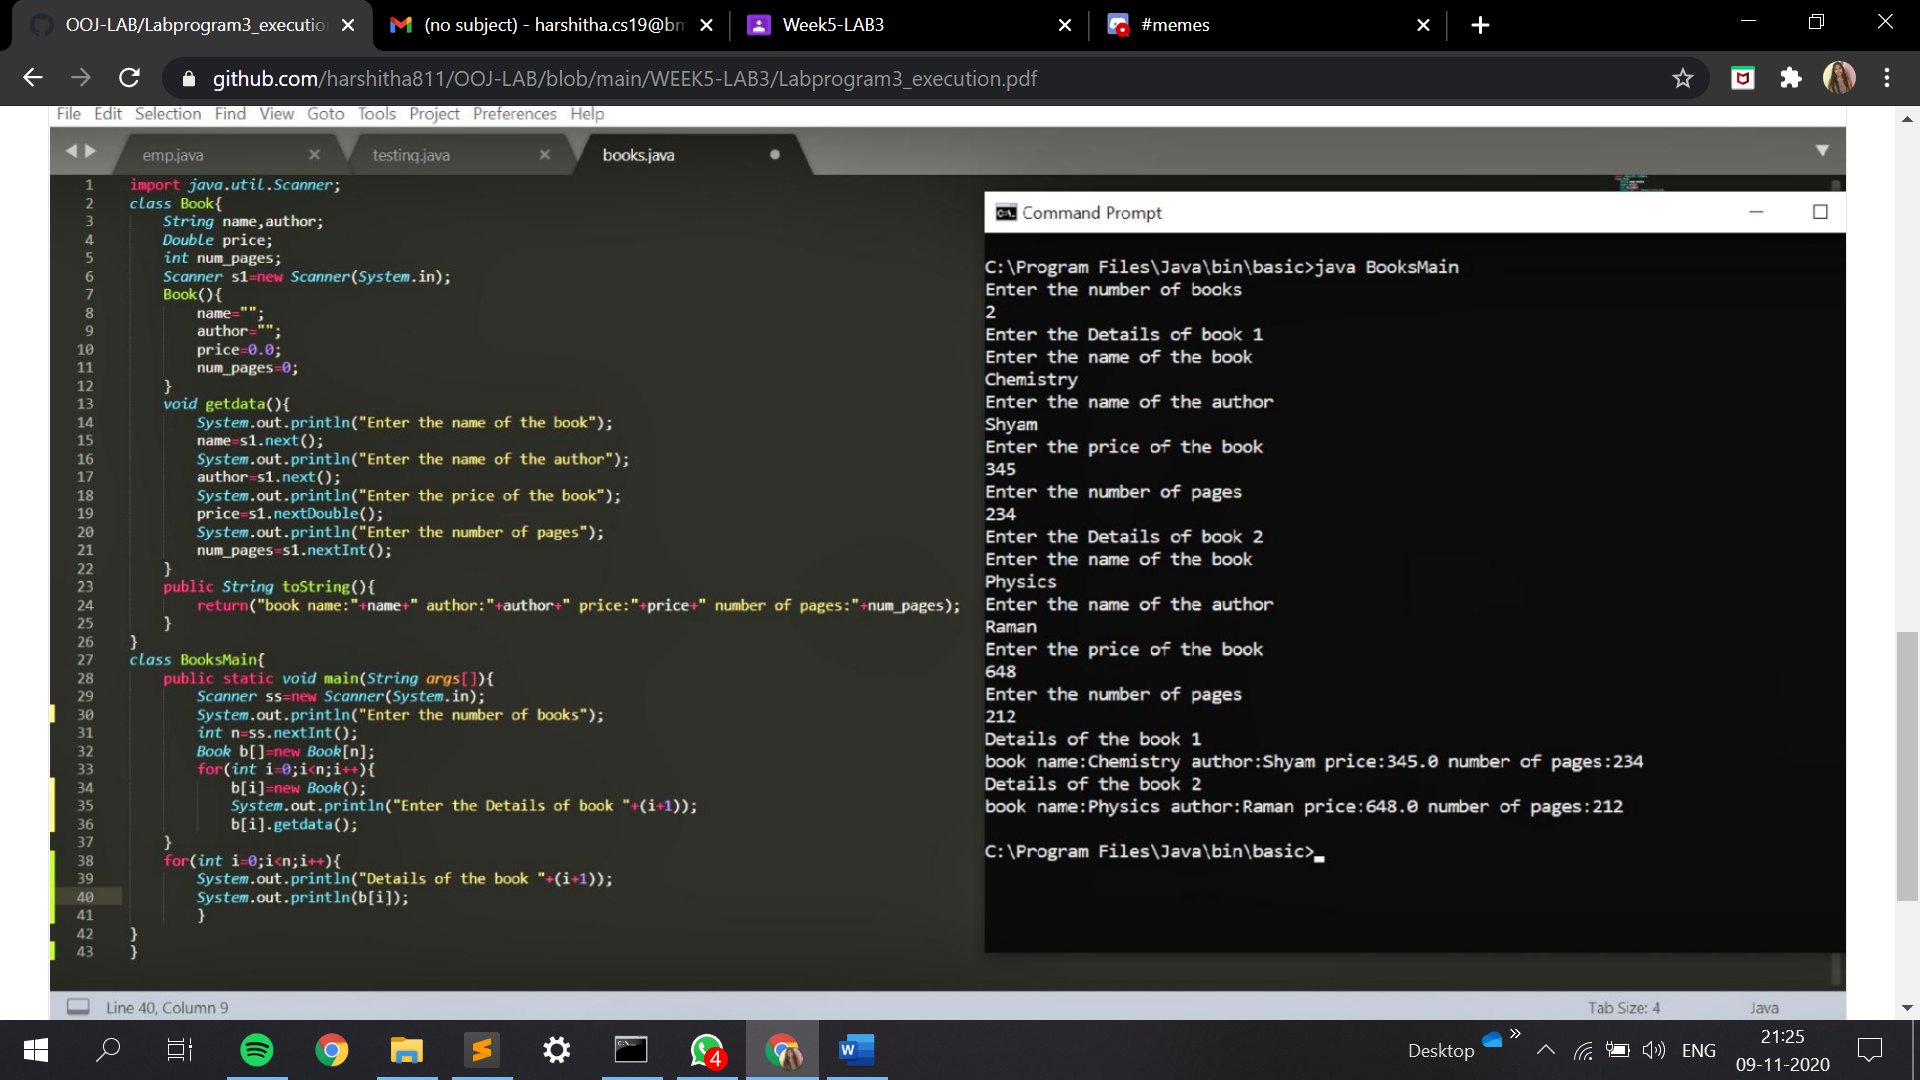 OOJ-LAB/Labprogram3_executio
(no subject) - harshitha.cs19@bm
Week5-LAB3
#memes
github.com/harshitha811/OOJ-LAB/blob/main/WEEK5-LAB3/Labprogram3_execution.pdf
File Edit Selection Find View Goto Tools Project Preferences Help
emp.java
testing.java
books.java
1 import java.util.Scanner;
2 class Book{
3 String name,author;
4 Double price;
5 int num_pages;
6 Scanner s1=new Scanner(System.in);
7 Book(){
8 name="";
9 author="";
10 price=0.0;
11 num_pages=0;
12 }
13 void getdata(){
14 System.out.println("Enter the name of the book");
15 name=s1.next();
16 System.out.println("Enter the name of the author");
17 author=s1.next();
18 System.out.println("Enter the price of the book");
19 price=s1.nextDouble();
20 System.out.println("Enter the number of pages");
21 num_pages=s1.nextInt();
22 }
23 public String toString(){
24 return("book name:"+name+" author:"+author+" price:"+price+" number of pages:"+num_pages);
25 }
26 }
27 class BooksMain{
28 public static void main(String args[]){
29 Scanner ss=new Scanner(System.in);
30 System.out.println("Enter the number of books");
31 int n=ss.nextInt();
32 Book b[]=new Book[n];
33 for(int i=0;i<n;i++){
34 b[i]=new Book();
35 System.out.println("Enter the Details of book "+(i+1));
36 b[i].getdata();
37 }
38 for(int i=0;i<n;i++){
39 System.out.println("Details of the book "+(i+1));
40 System.out.println(b[i]);
41 }
42 }
43 }
Command Prompt
C:\Program Files\Java\bin\basic>java BooksMain
Enter the number of books
2
Enter the Details of book 1
Enter the name of the book
Chemistry
Enter the name of the author
Shyam
Enter the price of the book
345
Enter the number of pages
234
Enter the Details of book 2
Enter the name of the book
Physics
Enter the name of the author
Raman
Enter the price of the book
648
Enter the number of pages
212
Details of the book 1
book name:Chemistry author:Shyam price:345.0 number of pages:234
Details of the book 2
book name:Physics author:Raman price:648.0 number of pages:212
C:\Program Files\Java\bin\basic>
Line 40, Column 9
Tab Size: 4
Java
4
Desktop
ENG
21:25
09-11-2020